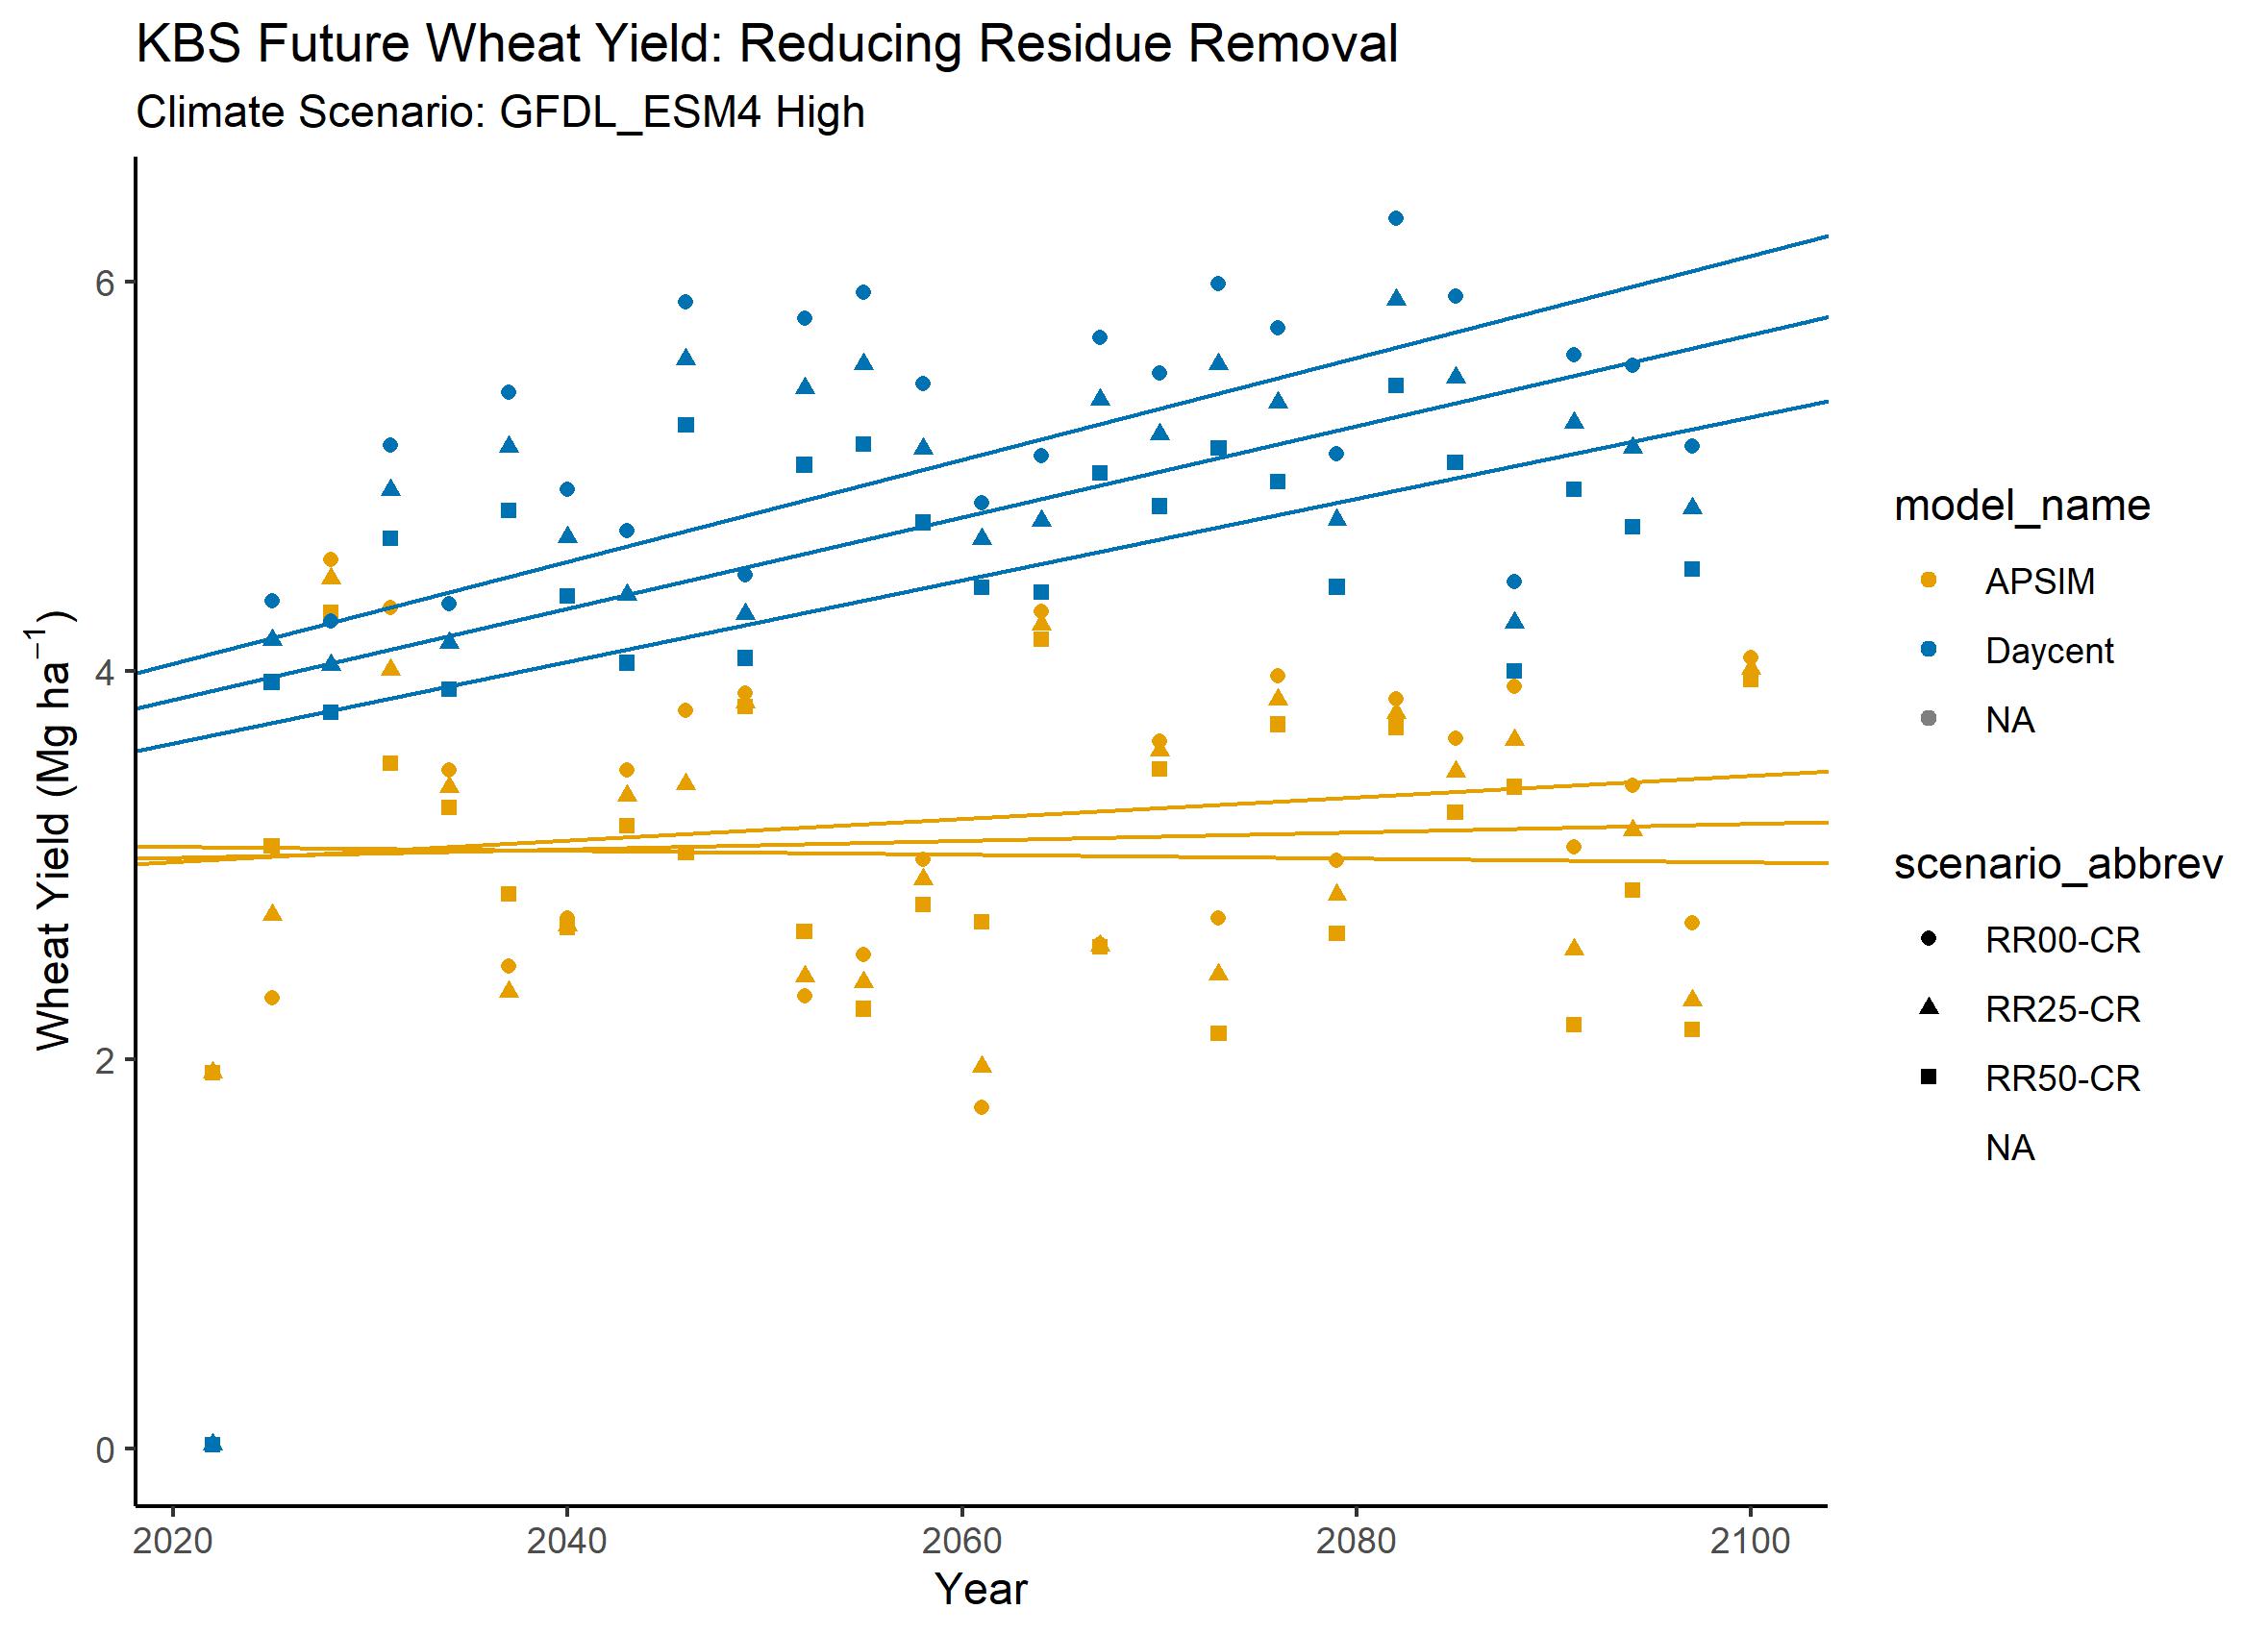 KBS Future Wheat Yield: Reducing Residue Removal
Climate Scenario: GFDL_ESM4 High
Wheat Yield (Mg ha⁻¹)
6
4
2
0
2020 2040 2060 2080 2100
Year
model_name
APSIM
Daycent
NA
scenario_abbrev
RR00-CR
RR25-CR
RR50-CR
NA